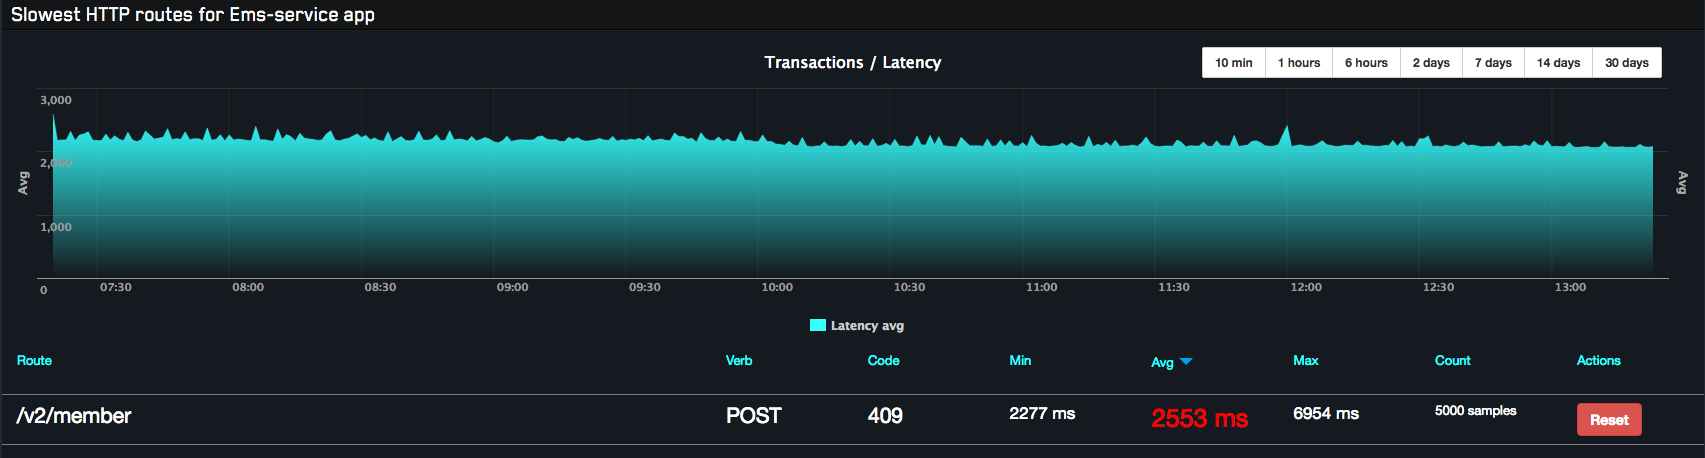 Slowest HTTP routes for Ems-service app
Transactions / Latency
10 min 1 hours 6 hours 2 days 7 days 14 days 30 days
3,000
2,000
1,000
0
Avg
Avg
07:30 08:00 08:30 09:00 09:30 10:00 10:30 11:00 11:30 12:00 12:30 13:00
Latency avg
Route Verb Code Min Avg Max Count Actions
/v2/member POST 409 2277 ms 2553 ms 6954 ms 5000 samples Reset